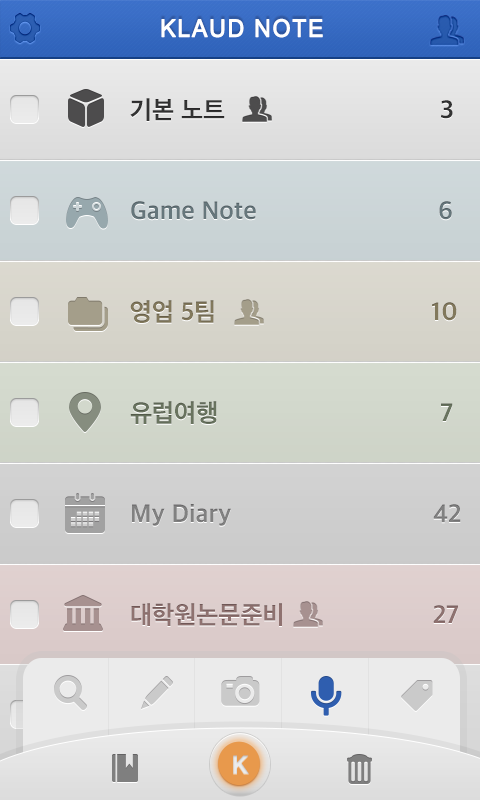 KLAUD NOTE
기본 노트 3
Game Note 6
영업 5팀 10
유럽여행 7
My Diary 42
대학원논문준비 27
K